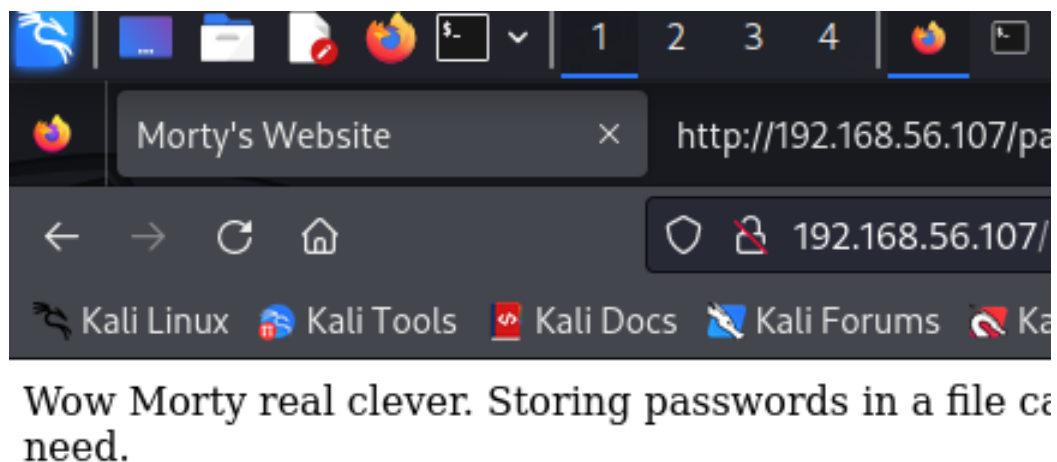 1 2 3 4
Morty's Website http://192.168.56.107/pa
192.168.56.107/
Kali Linux Kali Tools Kali Docs Kali Forums Ka
Wow Morty real clever. Storing passwords in a file ca
need.